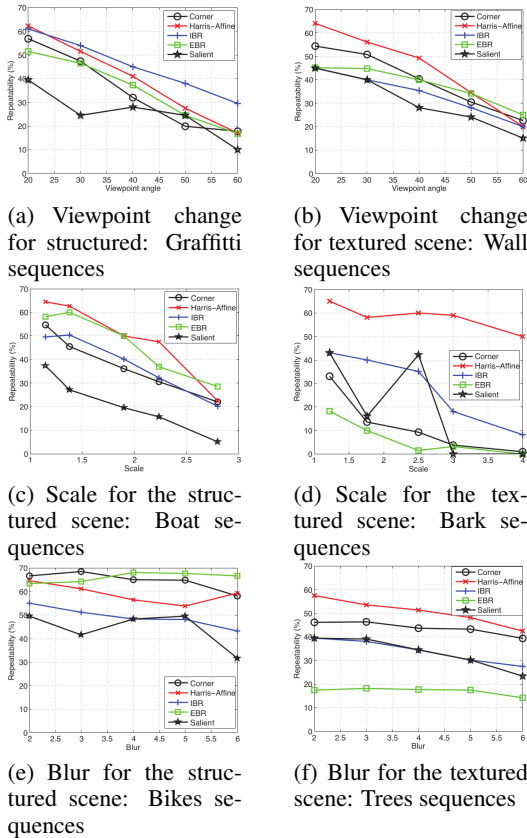 70
60
50
40
30
20
10
0
Repeatability (%)
20 25 30 35 40 45 50 55 60
Viewpoint angle
Corner
Harris−Affine
IBR
EBR
Salient
70
60
50
40
30
20
10
0
Repeatability (%)
20 25 30 35 40 45 50 55 60
Viewpoint angle
Corner
Harris−Affine
IBR
EBR
Salient
(a) Viewpoint change
for structured: Graffitti
sequences
(b) Viewpoint change
for textured scene: Wall
sequences
70
60
50
40
30
20
10
0
Repeatability (%)
1 1.5 2 2.5 3
Scale
Corner
Harris−Affine
IBR
EBR
Salient
70
60
50
40
30
20
10
0
Repeatability (%)
1 1.5 2 2.5 3 3.5 4
Scale
Corner
Harris−Affine
IBR
EBR
Salient
(c) Scale for the struc-
tured scene: Boat se-
quences
(d) Scale for the tex-
tured scene: Bark se-
quences
70
60
50
40
30
20
10
0
Repeatability (%)
2 2.5 3 3.5 4 4.5 5 5.5 6
Blur
Corner
Harris−Affine
IBR
EBR
Salient
70
60
50
40
30
20
10
0
Repeatability (%)
2 2.5 3 3.5 4 4.5 5 5.5 6
Blur
Corner
Harris−Affine
IBR
EBR
Salient
(e) Blur for the struc-
tured scene: Bikes se-
quences
(f) Blur for the textured
scene: Trees sequences